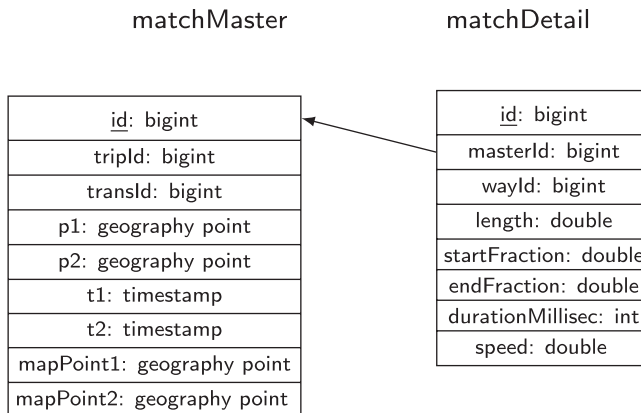 matchMaster
id: bigint
tripId: bigint
transId: bigint
p1: geography point
p2: geography point
t1: timestamp
t2: timestamp
mapPoint1: geography point
mapPoint2: geography point
matchDetail
id: bigint
masterId: bigint
wayId: bigint
length: double
startFraction: double
endFraction: double
durationMillisec: int
speed: double